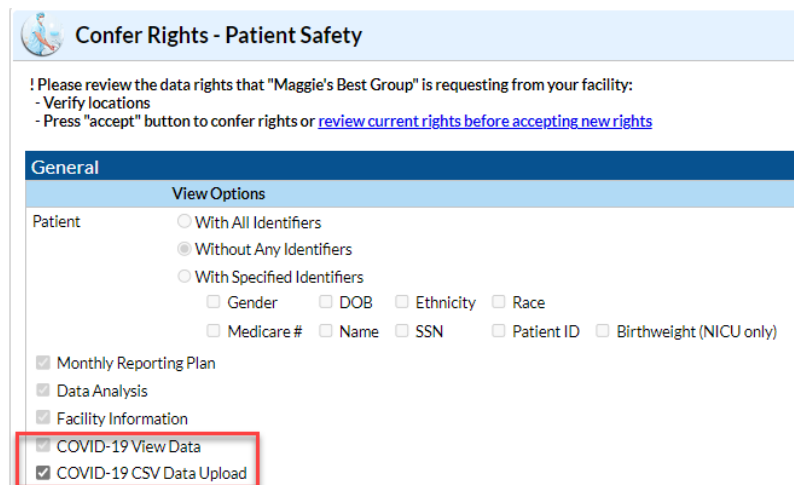 Confer Rights - Patient Safety
! Please review the data rights that "Maggie's Best Group" is requesting from your facility:
- Verify locations
- Press "accept" button to confer rights or review current rights before accepting new rights
General
View Options
Patient With All Identifiers
Without Any Identifiers
With Specified Identifiers
Gender DOB Ethnicity Race
Medicare # Name SSN Patient ID Birthweight (NICU only)
Monthly Reporting Plan
Data Analysis
Facility Information
COVID-19 View Data
COVID-19 CSV Data Upload